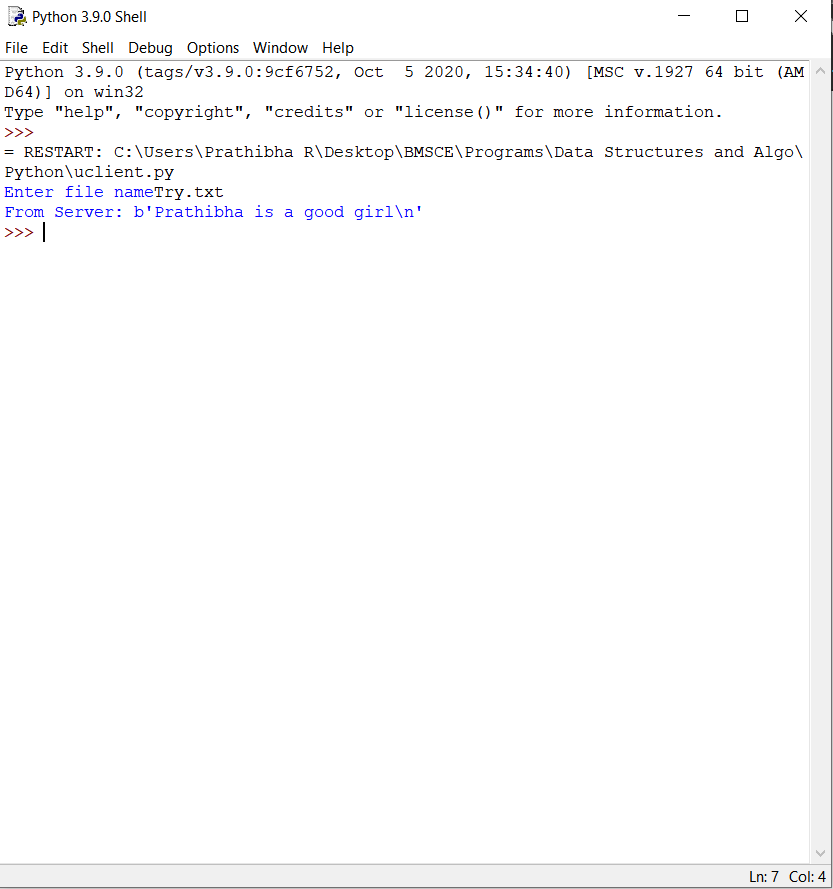 Python 3.9.0 Shell
File Edit Shell Debug Options Window Help
Python 3.9.0 (tags/v3.9.0:9cf6752, Oct  5 2020, 15:34:40) [MSC v.1927 64 bit (AM
D64)] on win32
Type "help", "copyright", "credits" or "license()" for more information.
>>>
= RESTART: C:\Users\Prathibha R\Desktop\BMSCE\Programs\Data Structures and Algo\
Python\uclient.py
Enter file nameTry.txt
From Server: b'Prathibha is a good girl\n'
>>>
Ln: 7 Col: 4